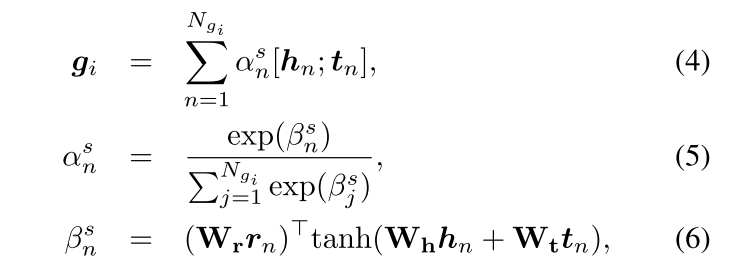 g_i = \sum_{n=1}^{N_{g_i}} \alpha_n^s [h_n; t_n], (4)
\alpha_n^s = \frac{\exp(\beta_n^s)}{\sum_{j=1}^{N_{g_i}} \exp(\beta_j^s)}, (5)
\beta_n^s = (W_r r_n)^\top \tanh(W_h h_n + W_t t_n), (6)